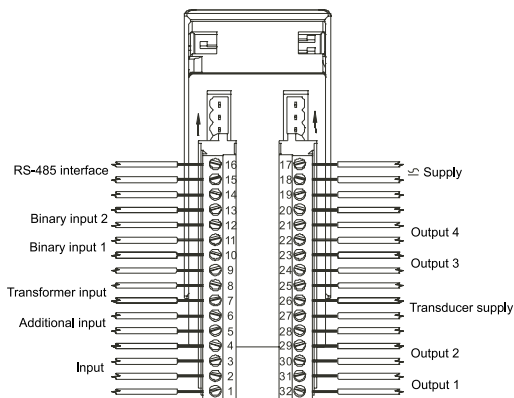 RS-485 interface
Binary input 2
Binary input 1
Transformer input
Additional input
Input
16
15
14
13
12
11
10
9
8
7
6
5
4
3
2
1
17
18
19
20
21
22
23
24
25
26
27
28
29
30
31
32
Supply
Output 4
Output 3
Transducer supply
Output 2
Output 1